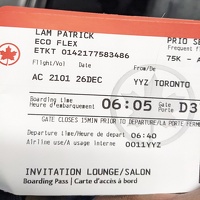 LAM PATRICK
ECO FLEX
ETKT 0142177583486
PRIO SE
Frequent F
75K - A
Flight/Vol Date From/De
AC 2101 26DEC YYZ TORONTO
Boarding time
Heure d'embarquement 06:05 Gate
Porte D3
GATE CLOSES 15MIN PRIOR TO DEPARTURE/LA PORTE FERM
Departure time/Heure de départ 06:40
Airline use/A usage interne 0011YYZ
INVITATION LOUNGE/SALON
Boarding Pass | Carte d'accès à bord